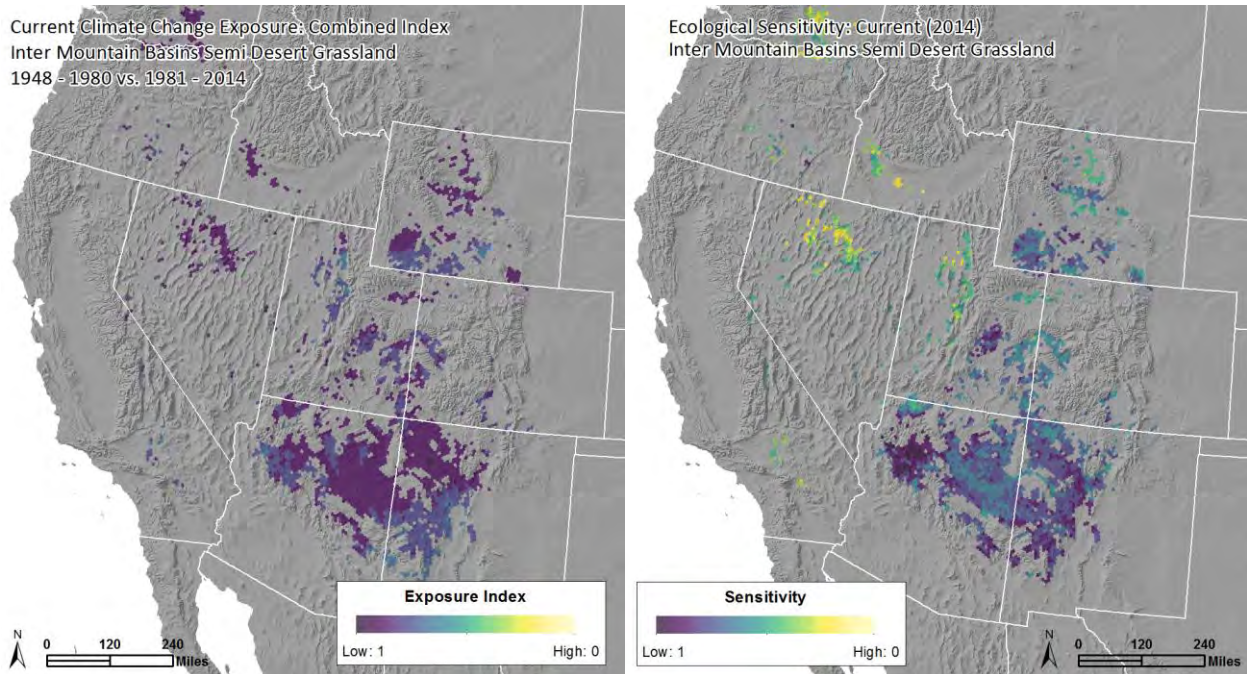 Current Climate Change Exposure: Combined Index
Inter Mountain Basins Semi Desert Grassland
1948 - 1980 vs. 1981 - 2014
Exposure Index
Low: 1 High: 0
N
0 120 240
Miles
Ecological Sensitivity: Current (2014)
Inter Mountain Basins Semi Desert Grassland
Sensitivity
Low: 1 High: 0
N
0 120 240
Miles